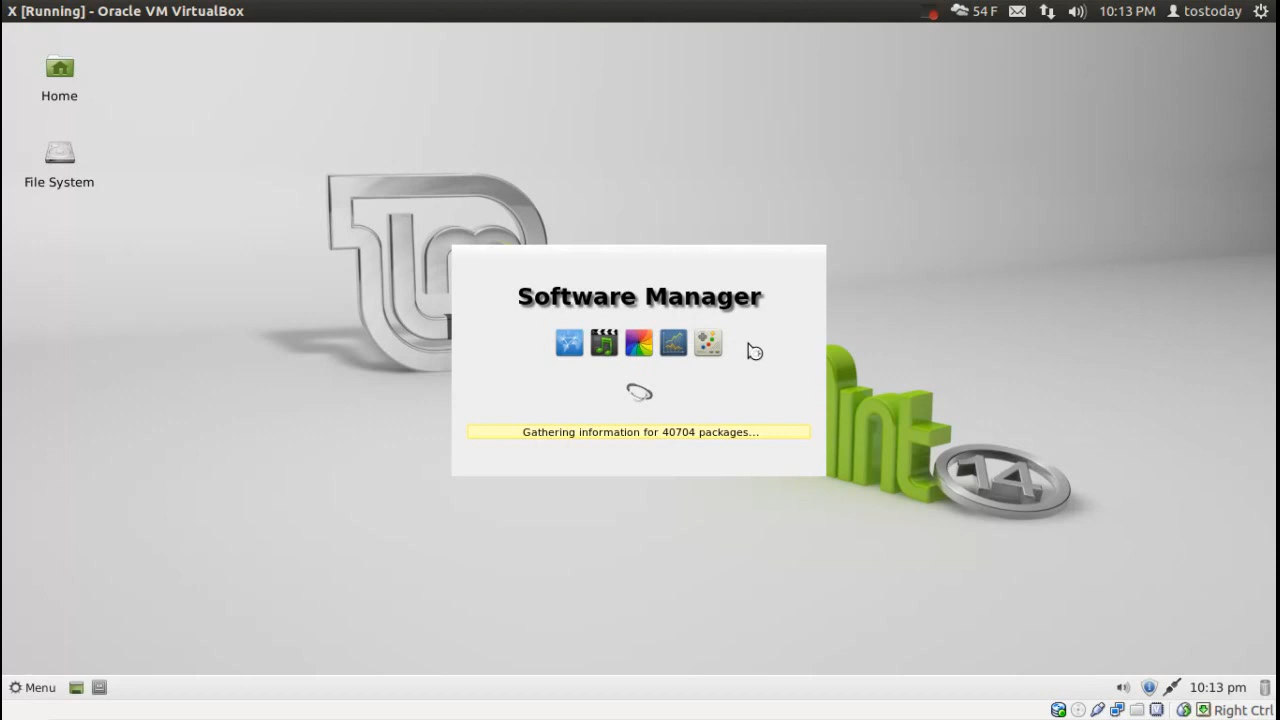 X [Running] - Oracle VM VirtualBox
54 F
10:13 PM
tostoday
Home
File System
Software Manager
Gathering information for 40704 packages...
14
Menu
10:13 pm
Right Ctrl